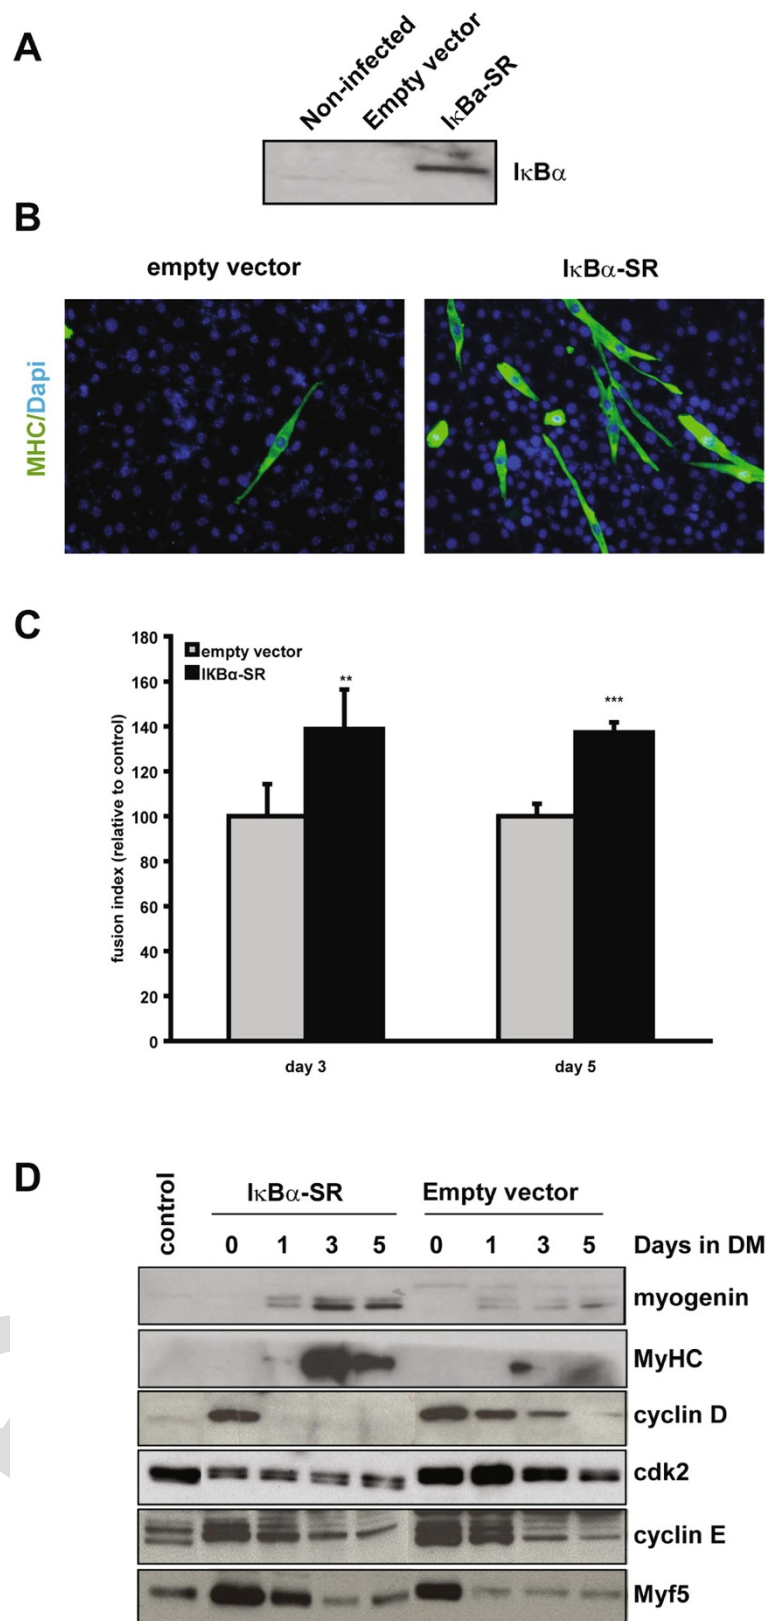 A
Non-infected
Empty vector
IκBa-SR
IκBα
B
empty vector
IκBα-SR
MHC/Dapi
C
180
160
140
120
100
80
60
40
20
0
fusion index (relative to control)
empty vector
IKBα-SR
**
***
day 3
day 5
D
control
IκBα-SR
Empty vector
0 1 3 5 0 1 3 5 Days in DM
myogenin
MyHC
cyclin D
cdk2
cyclin E
Myf5